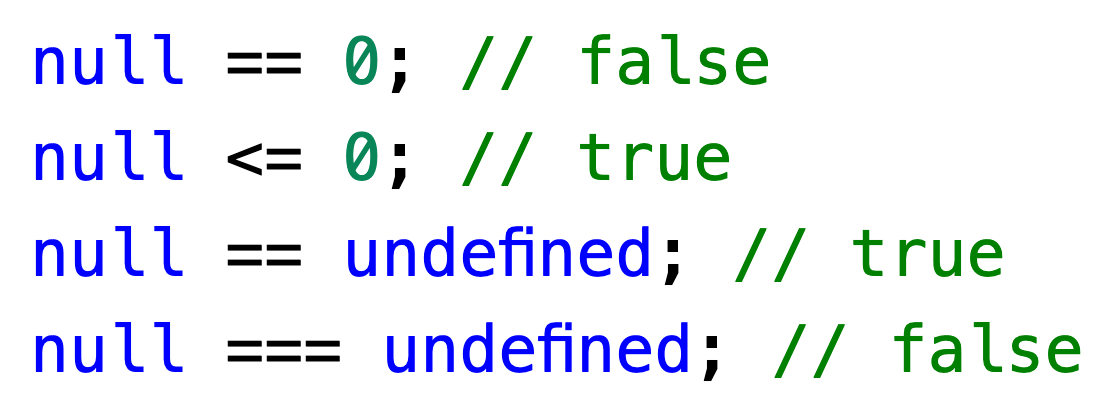 null == 0; // false
null <= 0; // true
null == undefined; // true
null === undefined; // false